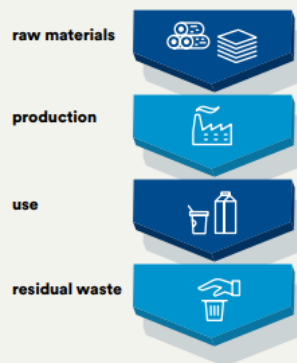 raw materials
production
use
residual waste